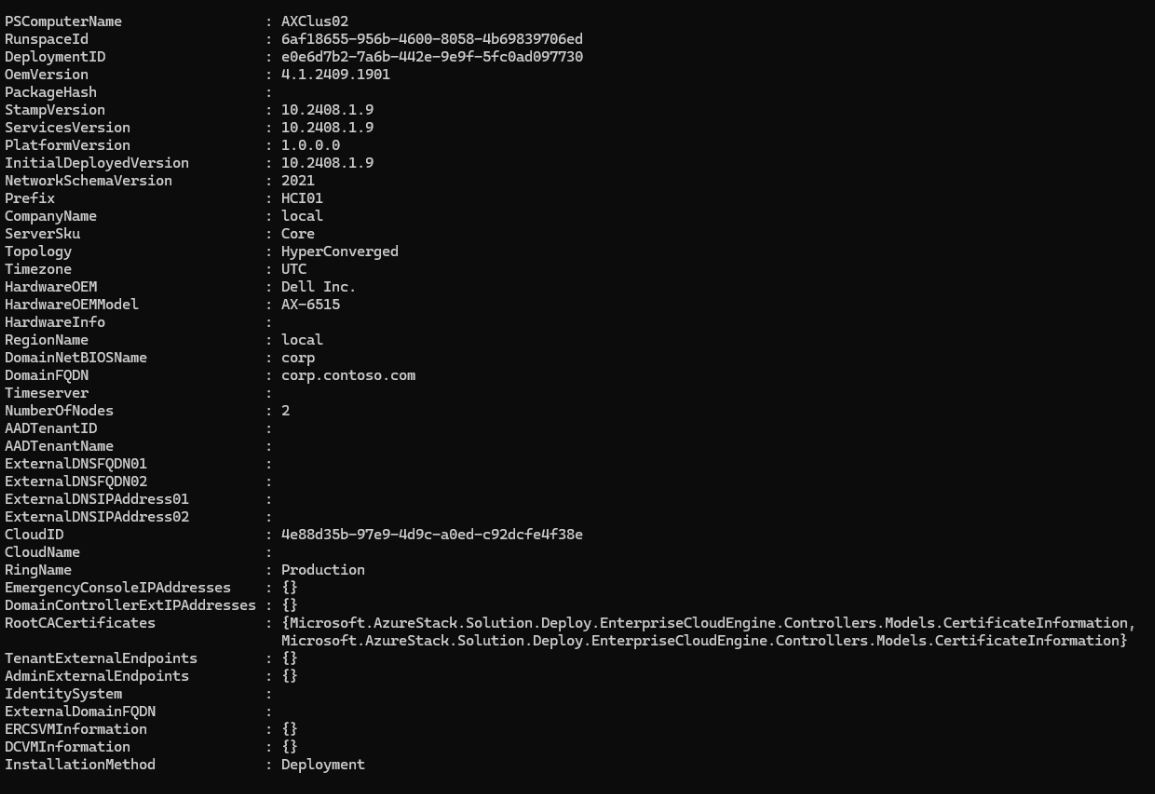 PSComputerName : AXClus02
RunspaceId : 6af18655-956b-4600-8058-4b69839706ed
DeploymentID : e0e6d7b2-7a6b-442e-9e9f-5fc0ad097730
OemVersion : 4.1.2409.1901
PackageHash :
StampVersion : 10.2408.1.9
ServicesVersion : 10.2408.1.9
PlatformVersion : 1.0.0.0
InitialDeployedVersion : 10.2408.1.9
NetworkSchemaVersion : 2021
Prefix : HCI01
CompanyName : local
ServerSku : Core
Topology : HyperConverged
Timezone : UTC
HardwareOEM : Dell Inc.
HardwareOEMModel : AX-6515
HardwareInfo :
RegionName : local
DomainNetBIOSName : corp
DomainFQDN : corp.contoso.com
Timeserver :
NumberOfNodes : 2
AADTenantID :
AADTenantName :
ExternalDNSFQDN01 :
ExternalDNSFQDN02 :
ExternalDNSIPAddress01 :
ExternalDNSIPAddress02 :
CloudID : 4e88d35b-97e9-4d9c-a0ed-c92dcfe4f38e
CloudName :
RingName : Production
EmergencyConsoleIPAddresses : {}
DomainControllerExtIPAddresses : {}
RootCACertificates : {Microsoft.AzureStack.Solution.Deploy.EnterpriseCloudEngine.Controllers.Models.CertificateInformation,
Microsoft.AzureStack.Solution.Deploy.EnterpriseCloudEngine.Controllers.Models.CertificateInformation}
TenantExternalEndpoints : {}
AdminExternalEndpoints : {}
IdentitySystem :
ExternalDomainFQDN :
ERCSVMInformation : {}
DCVMInformation : {}
InstallationMethod : Deployment